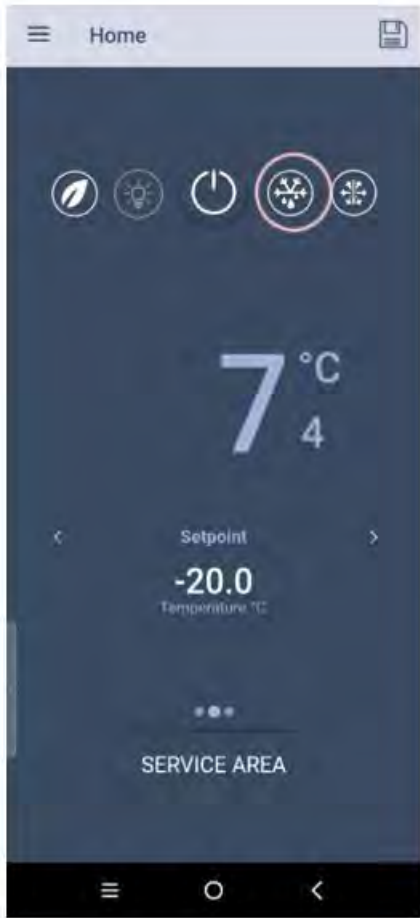 Home
7 °C
4
Setpoint
-20.0
Temperature °C
SERVICE AREA